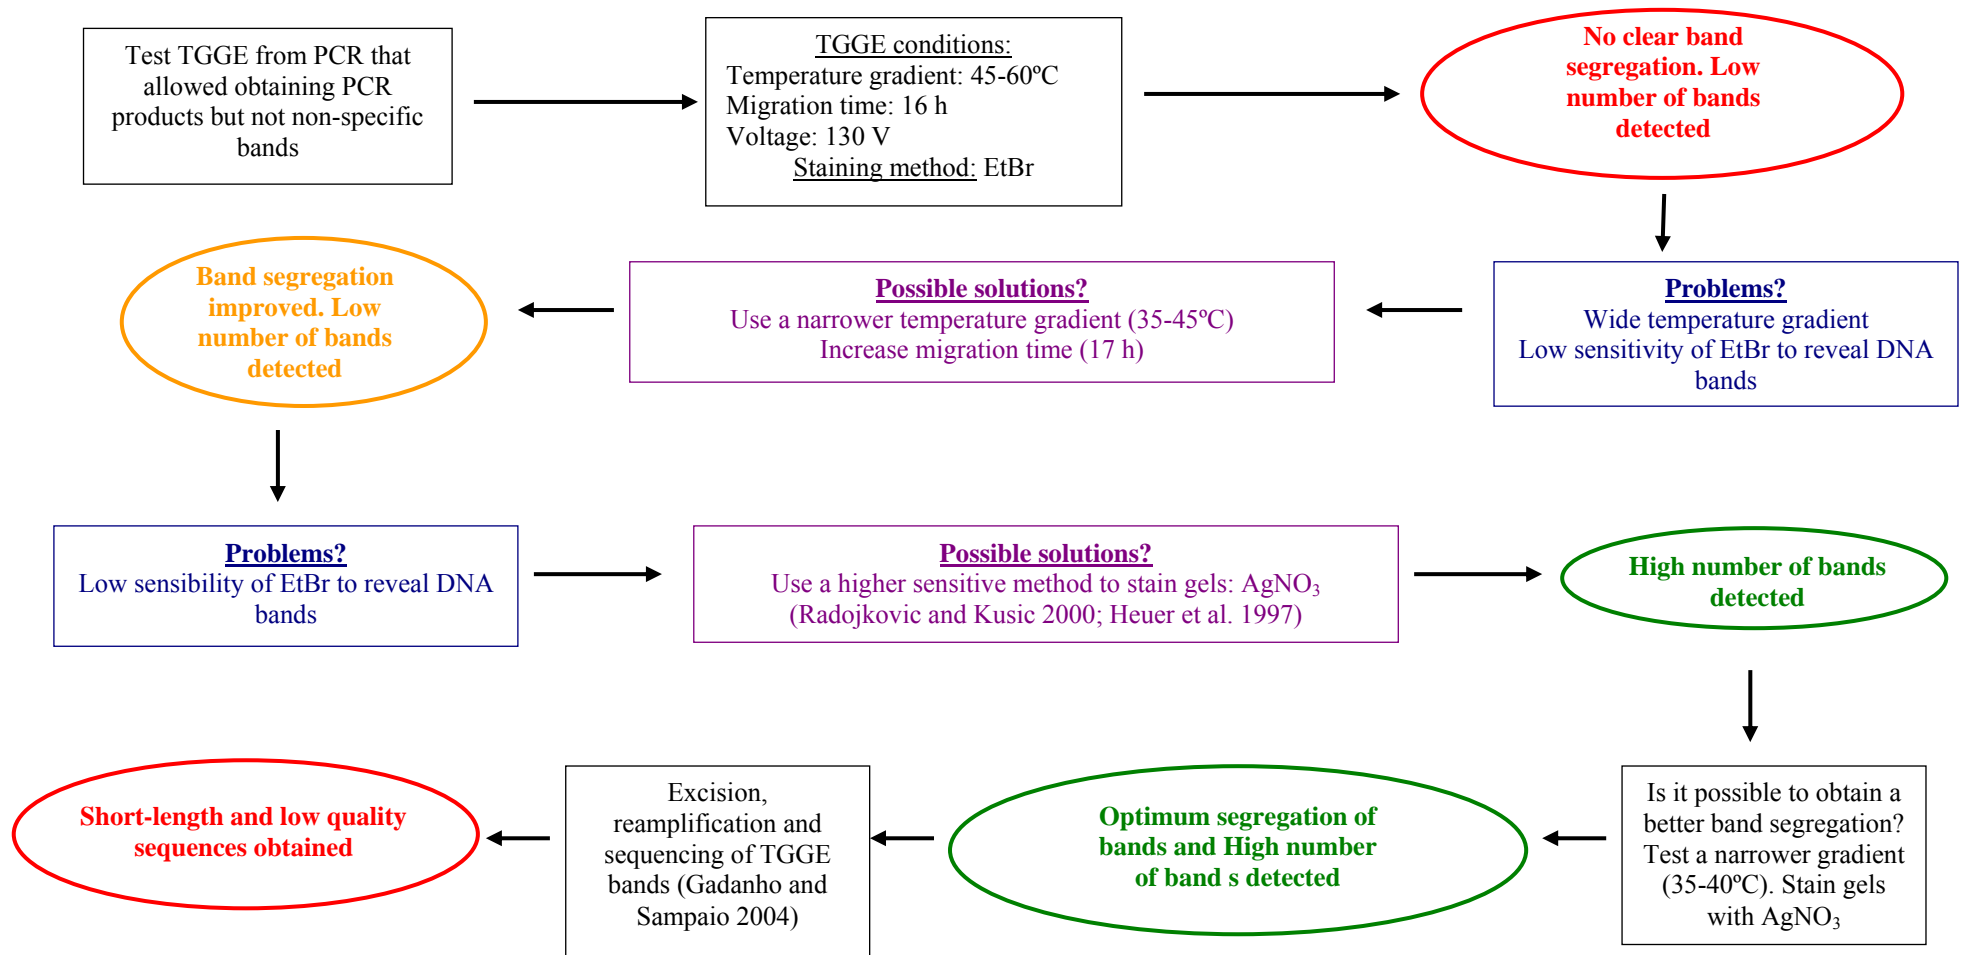 Test TGGE from PCR that
allowed obtaining PCR
products but not non-specific
bands
TGGE conditions:
Temperature gradient: 45-60ºC
Migration time: 16 h
Voltage: 130 V
Staining method: EtBr
No clear band
segregation. Low
number of bands
detected
Problems?
Wide temperature gradient
Low sensitivity of EtBr to reveal DNA
bands
Possible solutions?
Use a narrower temperature gradient (35-45ºC)
Increase migration time (17 h)
Band segregation
improved. Low
number of bands
detected
Problems?
Low sensibility of EtBr to reveal DNA
bands
Possible solutions?
Use a higher sensitive method to stain gels: AgNO₃
(Radojkovic and Kusic 2000; Heuer et al. 1997)
High number of bands
detected
Is it possible to obtain a
better band segregation?
Test a narrower gradient
(35-40ºC). Stain gels
with AgNO₃
Optimum segregation of
bands and High number
of band s detected
Excision,
reamplification and
sequencing of TGGE
bands (Gadanho and
Sampaio 2004)
Short-length and low quality
sequences obtained